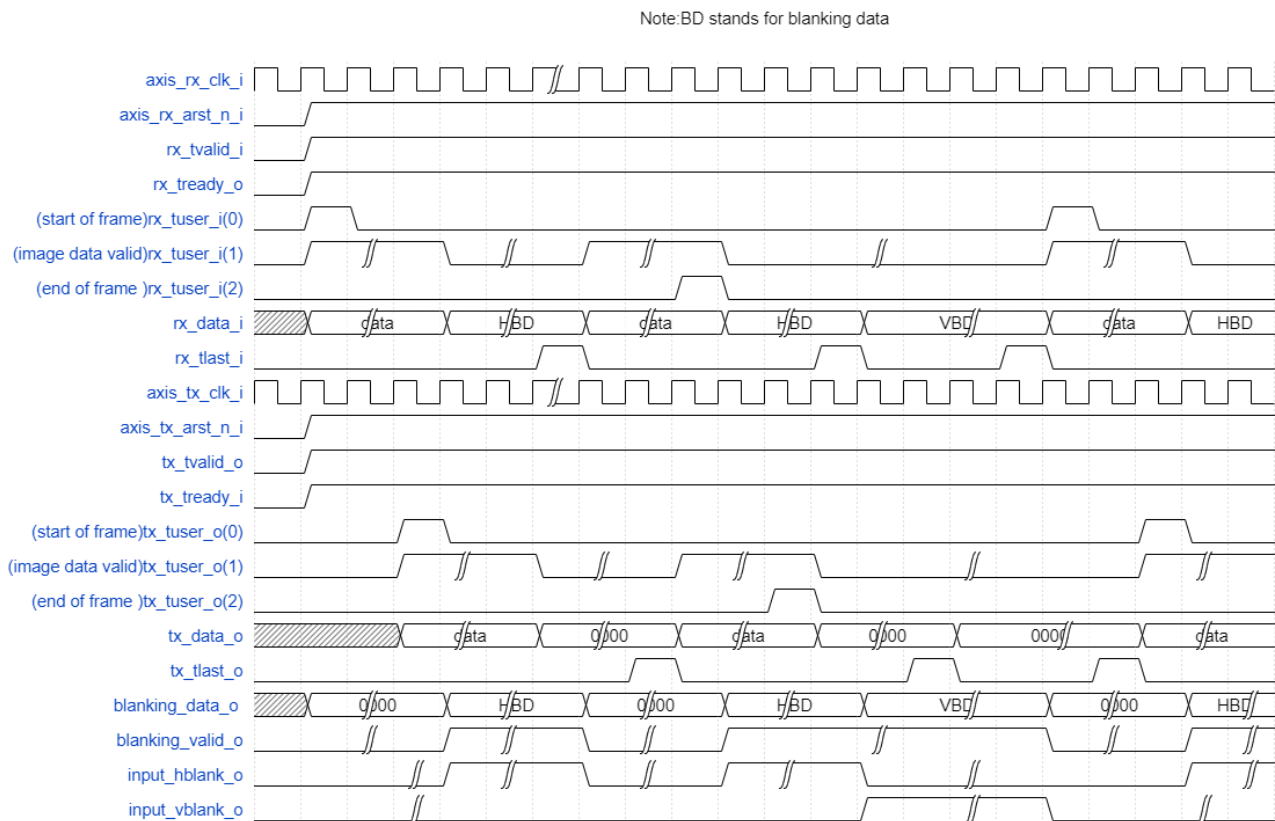 Note:BD stands for blanking data
axis_rx_clk_i
axis_rx_arst_n_i
rx_tvalid_i
rx_tready_o
(start of frame)rx_tuser_i(0)
(image data valid)rx_tuser_i(1)
(end of frame )rx_tuser_i(2)
rx_data_i data HBD data HBD VBD data HBD
rx_tlast_i
axis_tx_clk_i
axis_tx_arst_n_i
tx_tvalid_o
tx_tready_i
(start of frame)tx_tuser_o(0)
(image data valid)tx_tuser_o(1)
(end of frame )tx_tuser_o(2)
tx_data_o data 0000 data 0000 0000 data
tx_tlast_o
blanking_data_o 0000 HBD 0000 HBD VBD 0000 HBD
blanking_valid_o
input_hblank_o
input_vblank_o